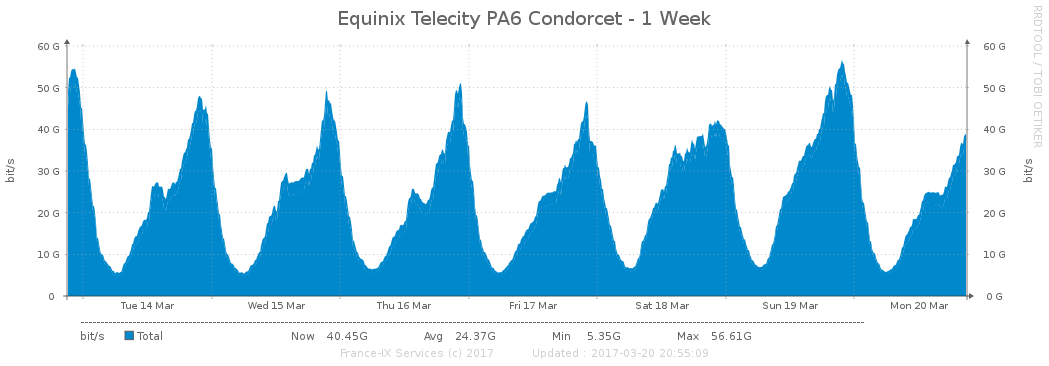 Equinix Telecity PA6 Condorcet - 1 Week
RRDTOOL / TOBI OETIKER
60 G 60 G
50 G 50 G
40 G 40 G
30 G 30 G
20 G 20 G
10 G 10 G
0 0 G
bit/s bit/s
Tue 14 Mar Wed 15 Mar Thu 16 Mar Fri 17 Mar Sat 18 Mar Sun 19 Mar Mon 20 Mar
bit/s Total Now 40.45G Avg 24.37G Min 5.35G Max 56.61G
France-IX Services (c) 2017 Updated : 2017-03-20 20:55:09